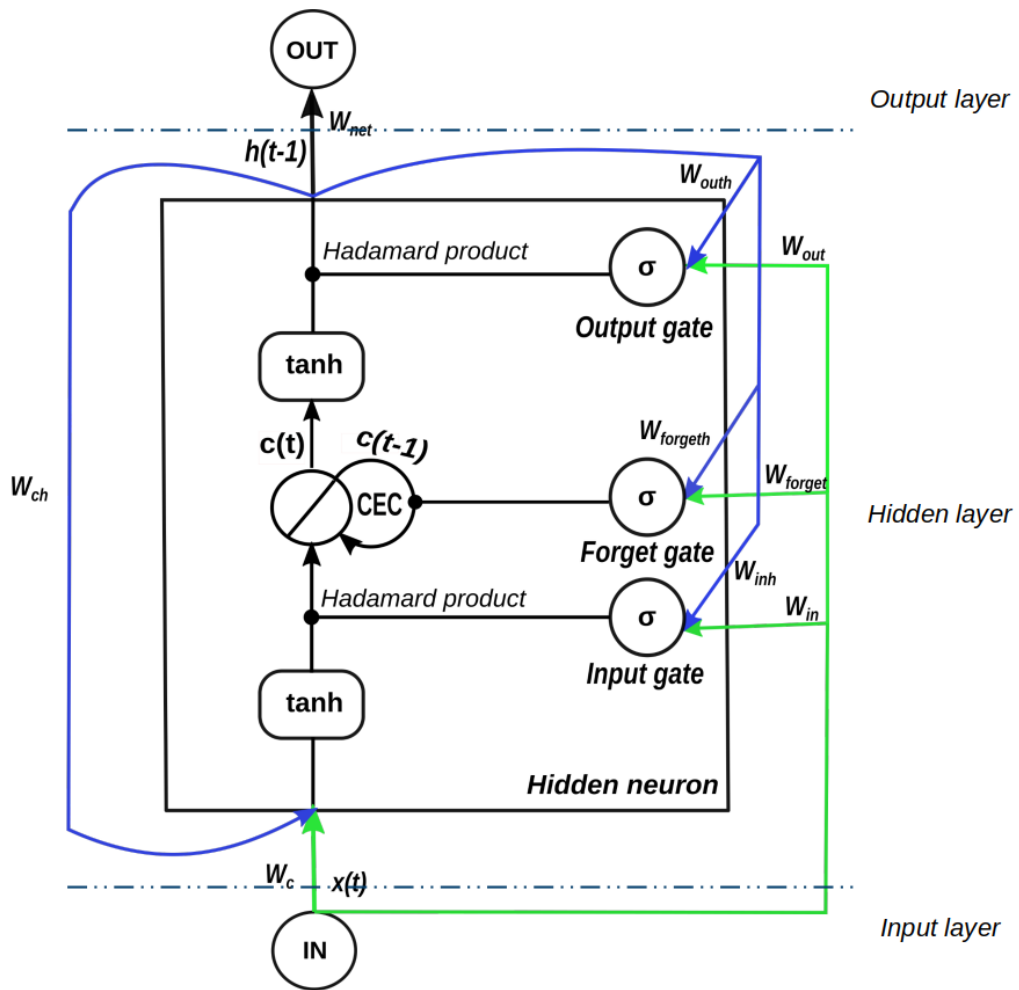 OUT
Output layer
W_net
h(t-1)
W_outh
Hadamard product
σ
W_out
Output gate
tanh
c(t)
c(t-1)
W_forgeth
W_ch
CEC
σ
W_forget
Hidden layer
Forget gate
W_inh
Hadamard product
σ
W_in
Input gate
tanh
Hidden neuron
W_c
x(t)
Input layer
IN